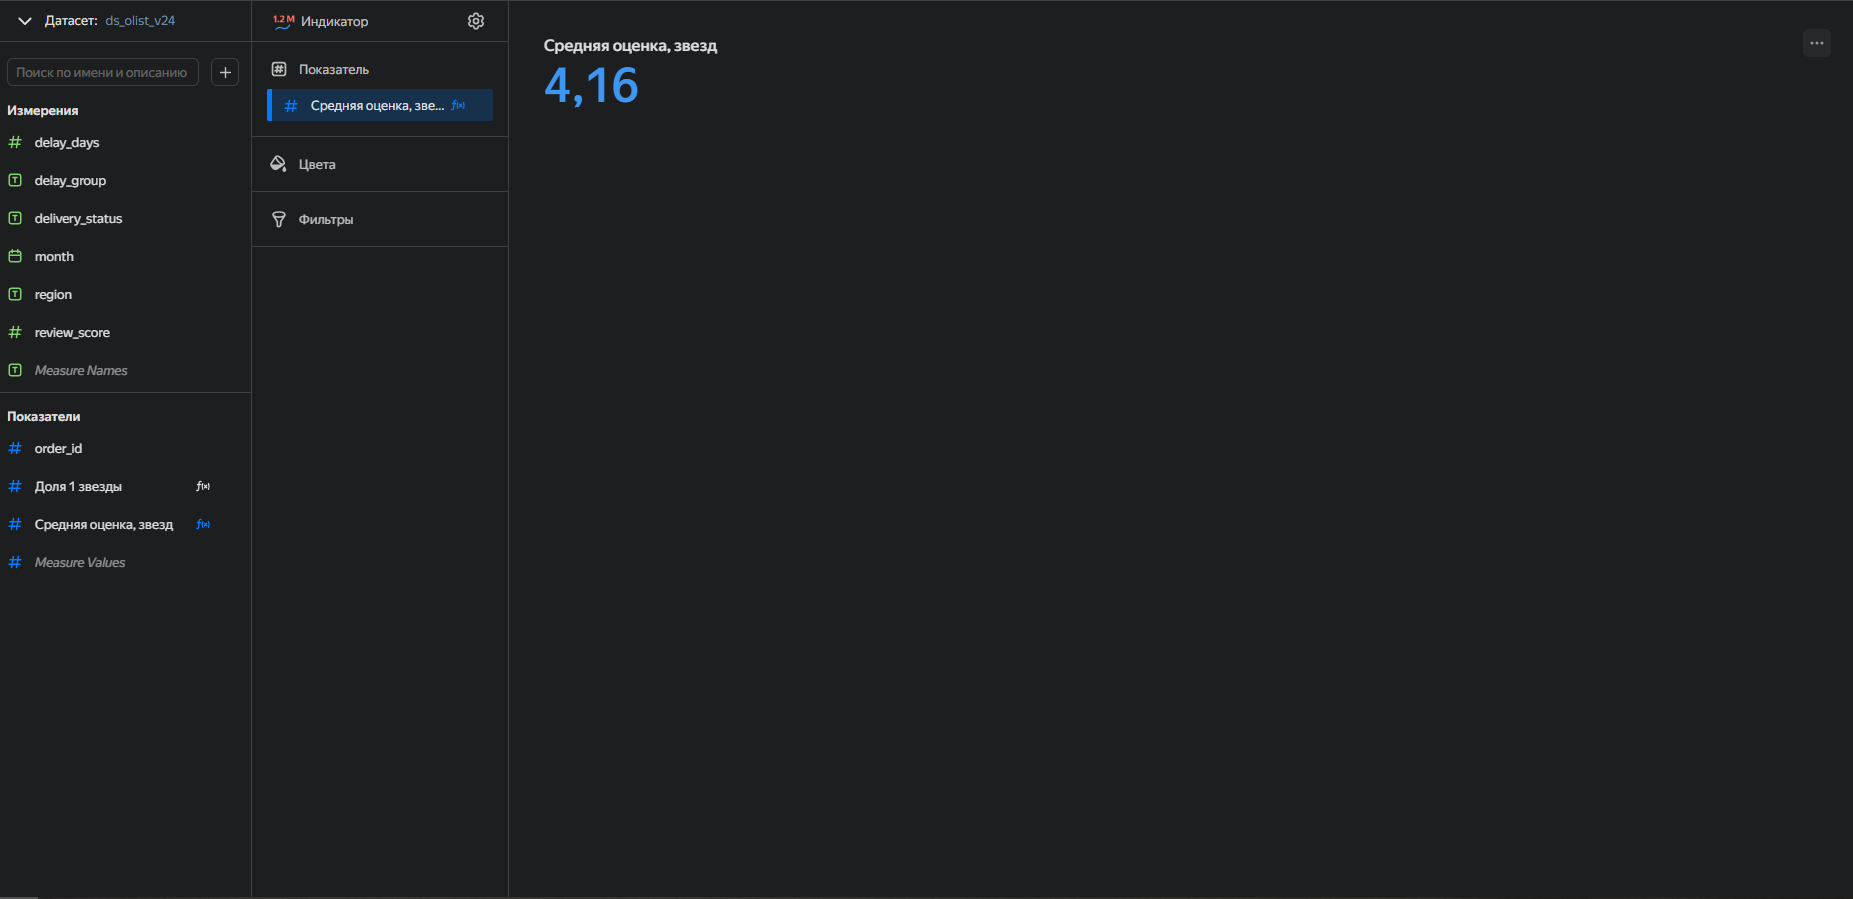 Датасет: ds_olist_v24
Поиск по имени и описанию
Измерения
delay_days
delay_group
delivery_status
month
region
review_score
Measure Names
Показатели
order_id
Доля 1 звезды f(x)
Средняя оценка, звезд f(x)
Measure Values
1.2 M Индикатор
Показатель
Средняя оценка, зве... f(x)
Цвета
Фильтры
Средняя оценка, звезд
4,16